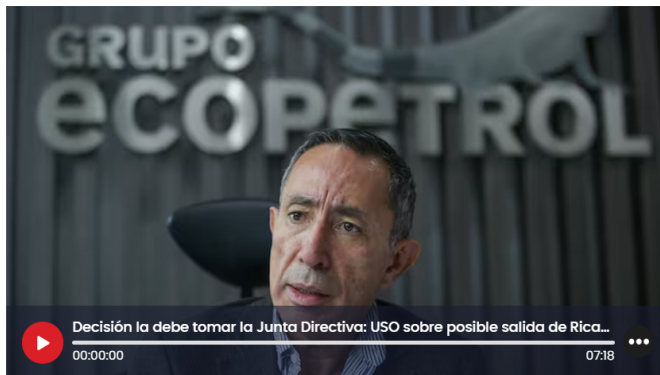 GRUPO
ecopetrol
Decisión la debe tomar la Junta Directiva: USO sobre posible salida de Rica...
00:00:00
07:18